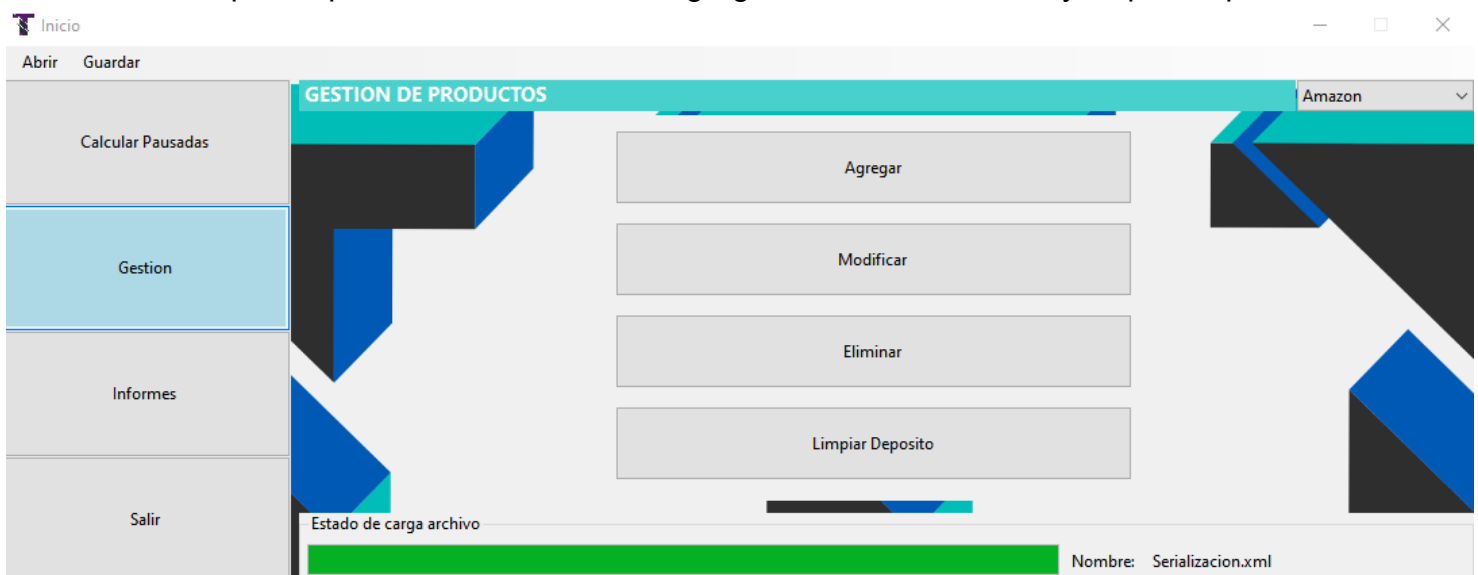 Inicio
Abrir Guardar
GESTION DE PRODUCTOS
Amazon
Calcular Pausadas
Agregar
Gestion
Modificar
Informes
Eliminar
Limpiar Deposito
Salir
Estado de carga archivo
Nombre: Serializacion.xml